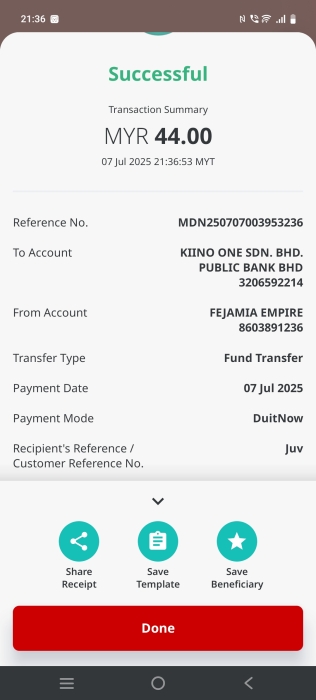 21:36
Successful
Transaction Summary
MYR 44.00
07 Jul 2025 21:36:53 MYT
Reference No. MDN250707003953236
To Account KIINO ONE SDN. BHD.
PUBLIC BANK BHD
3206592214
From Account FEJAMIA EMPIRE
8603891236
Transfer Type Fund Transfer
Payment Date 07 Jul 2025
Payment Mode DuitNow
Recipient's Reference / Juv
Customer Reference No.
Share Receipt
Save Template
Save Beneficiary
Done